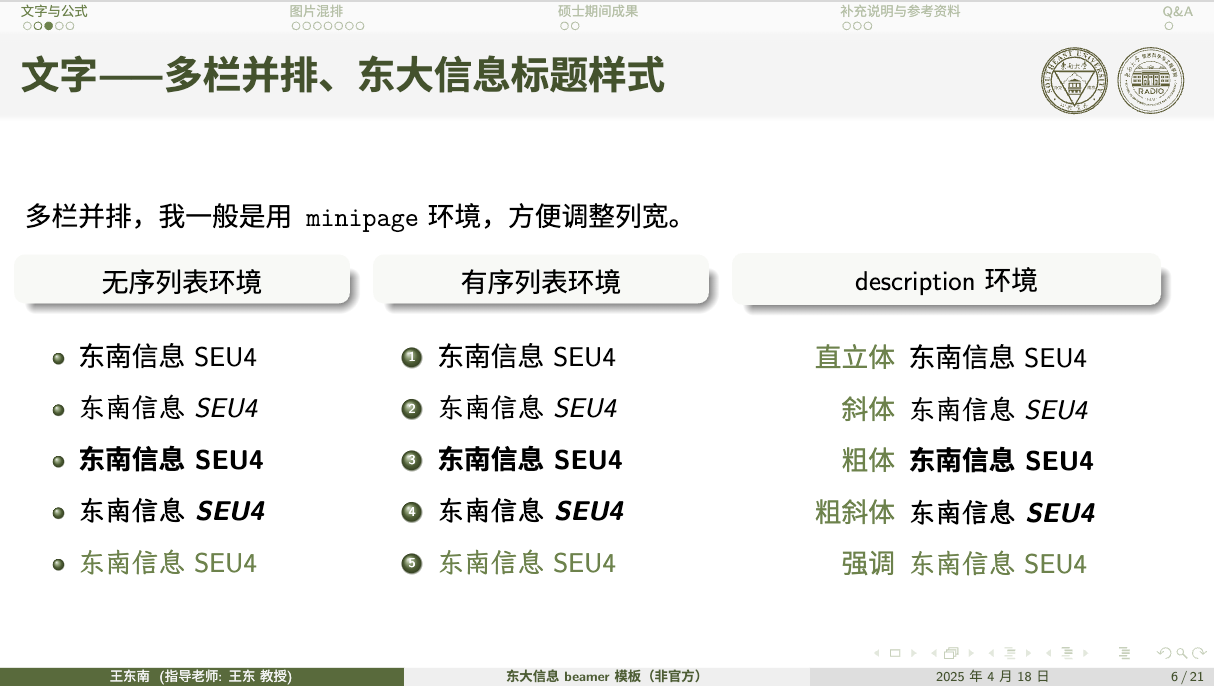 文字与公式 图片混排 硕士期间成果 补充说明与参考资料 Q&A
文字——多栏并排、东大信息标题样式
RADIO
多栏并排，我一般是用 minipage 环境，方便调整列宽。
无序列表环境 有序列表环境 description 环境
东南信息 SEU4 1 东南信息 SEU4 直立体 东南信息 SEU4
东南信息 SEU4 2 东南信息 SEU4 斜体 东南信息 SEU4
东南信息 SEU4 3 东南信息 SEU4 粗体 东南信息 SEU4
东南信息 SEU4 4 东南信息 SEU4 粗斜体 东南信息 SEU4
东南信息 SEU4 5 东南信息 SEU4 强调 东南信息 SEU4
王东南（指导老师: 王东 教授） 东大信息 beamer 模板（非官方） 2025 年 4 月 18 日 6 / 21